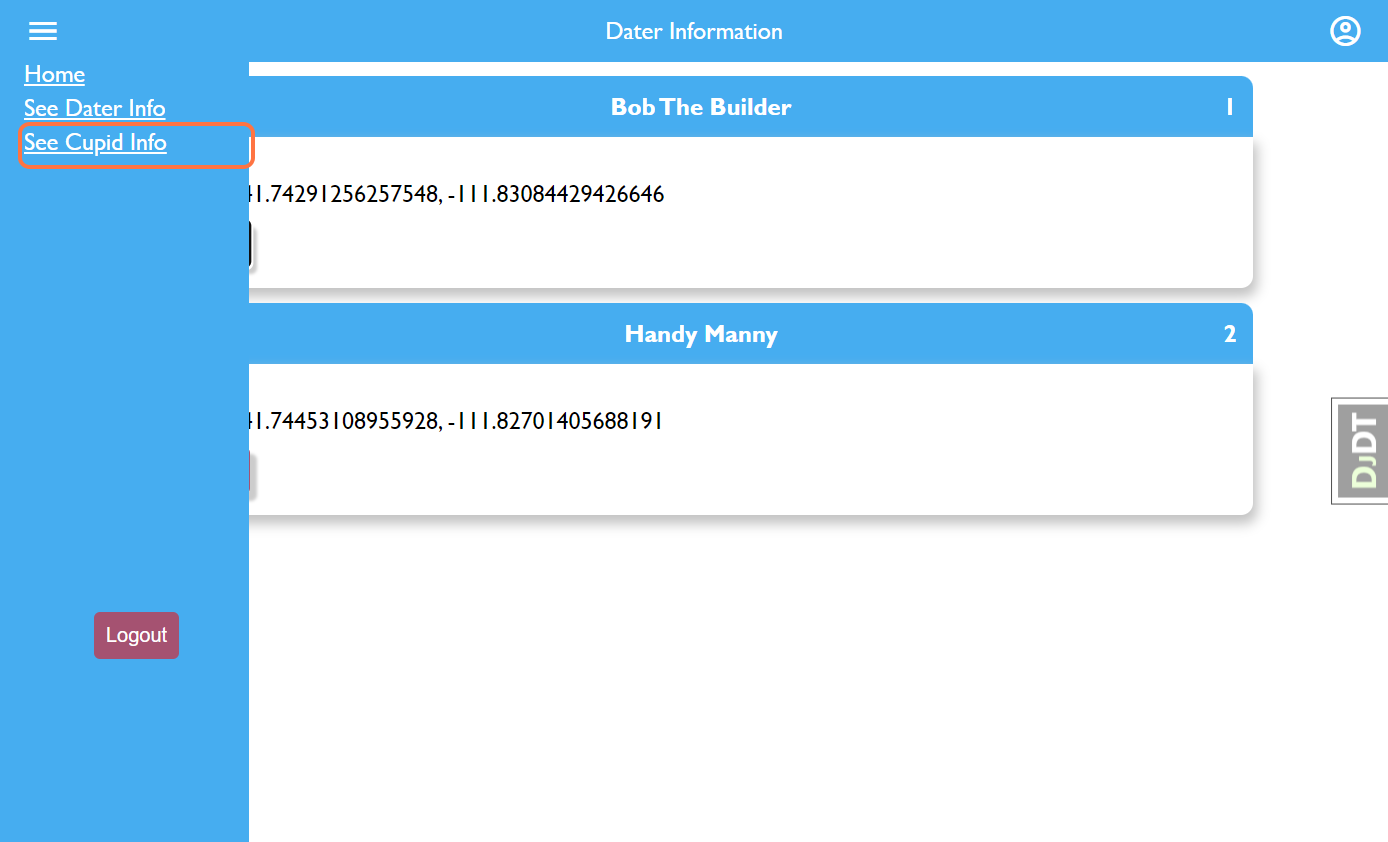 Dater Information
Home
See Dater Info
See Cupid Info
Bob The Builder 1
41.74291256257548, -111.83084429426646
Handy Manny 2
41.74453108955928, -111.82701405688191
DJDT
Logout